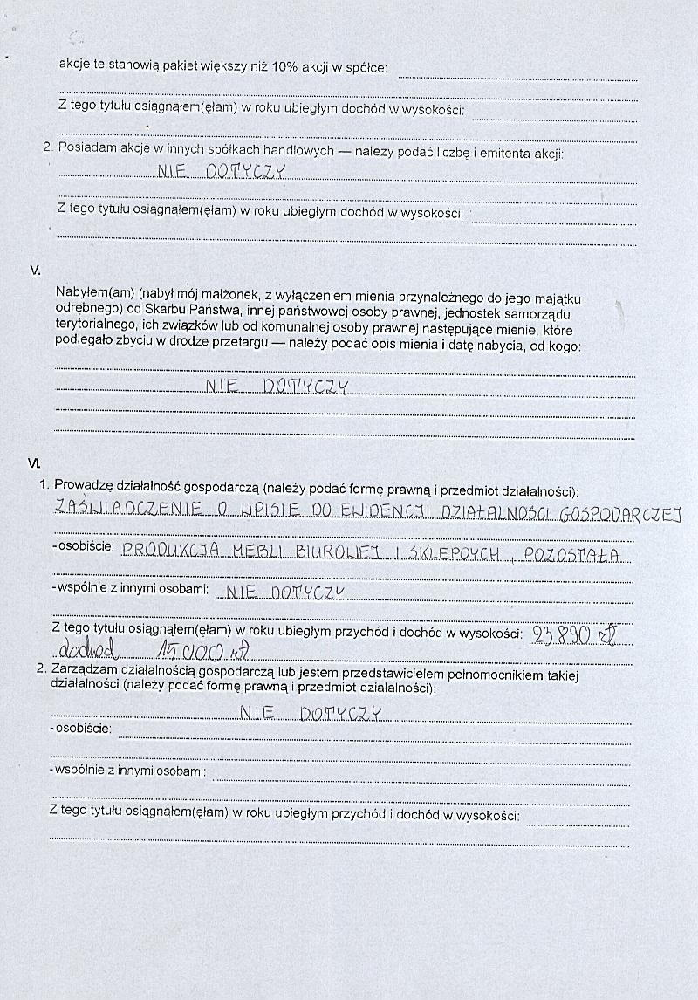 akcje te stanowią pakiet większy niż 10% akcji w spółce:
Z tego tytułu osiągnąłem(ęłam) w roku ubiegłym dochód w wysokości:
2. Posiadam akcje w innych spółkach handlowych — należy podać liczbę i emitenta akcji:
NIE DOTYCZY
Z tego tytułu osiągnąłem(ęłam) w roku ubiegłym dochód w wysokości:
V.
Nabyłem(am) (nabył mój małżonek, z wyłączeniem mienia przynależnego do jego majątku
odrębnego) od Skarbu Państwa, innej państwowej osoby prawnej, jednostek samorządu
terytorialnego, ich związków lub od komunalnej osoby prawnej następujące mienie, które
podlegało zbyciu w drodze przetargu — należy podać opis mienia i datę nabycia, od kogo:
NIE DOTYCZY
VI.
1. Prowadzę działalność gospodarczą (należy podać formę prawną i przedmiot działalności):
ZAŚWIADCZENIE O WPISIE DO EWIDENCJI DZIAŁALNOŚCI GOSPODARCZEJ
- osobiście: PRODUKCJA MEBLI BIUROWEJ I SKLEPOYCH , POZOSTAŁA
- wspólnie z innymi osobami: NIE DOTYCZY
Z tego tytułu osiągnąłem(ęłam) w roku ubiegłym przychód i dochód w wysokości: 23 890 zł
dochod 15 000 zł
2. Zarządzam działalnością gospodarczą lub jestem przedstawicielem pełnomocnikiem takiej
działalności (należy podać formę prawną i przedmiot działalności):
NIE DOTYCZY
- osobiście:
- wspólnie z innymi osobami:
Z tego tytułu osiągnąłem(ęłam) w roku ubiegłym przychód i dochód w wysokości: